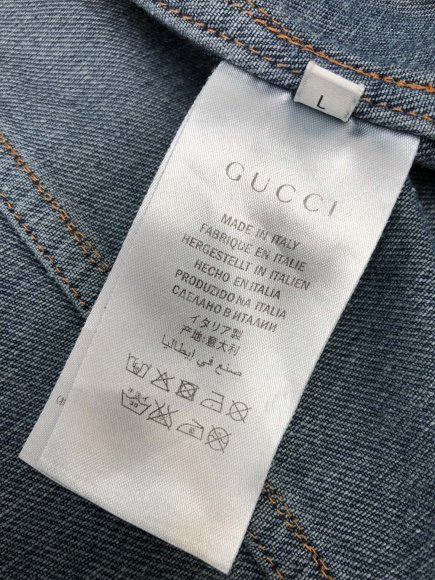 L
GUCCI
MADE IN ITALY
FABRIQUE EN ITALIE
HERGESTELLT IN ITALIEN
HECHO EN ITALIA
PRODUZIDO NA ITALIA
СДЕЛАНО В ИТАЛИИ
イタリア製
产地:意大利
صنع في إيطاليا